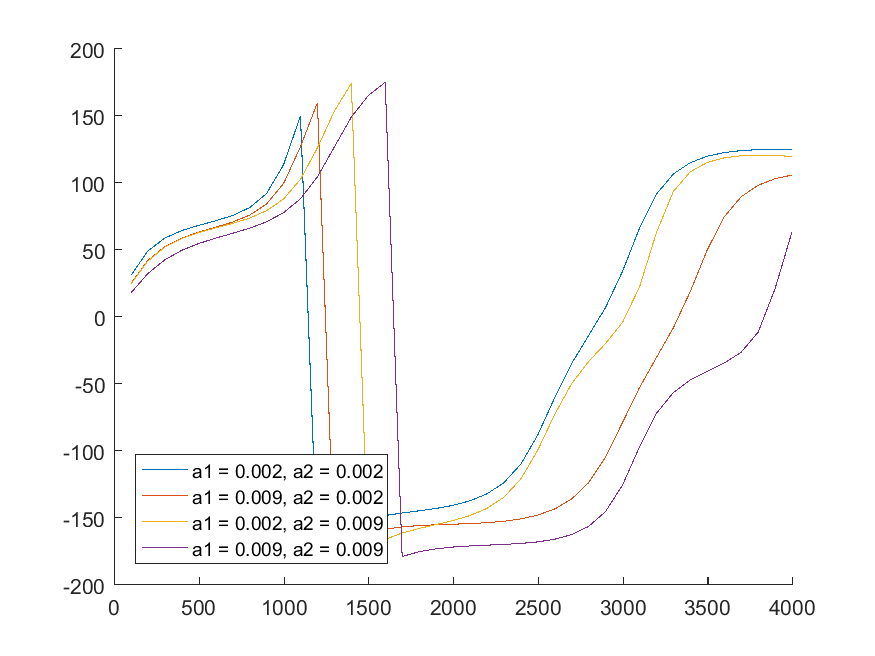 200
150
100
50
0
-50
-100
-150
-200
a1 = 0.002, a2 = 0.002
a1 = 0.009, a2 = 0.002
a1 = 0.002, a2 = 0.009
a1 = 0.009, a2 = 0.009
0 500 1000 1500 2000 2500 3000 3500 4000